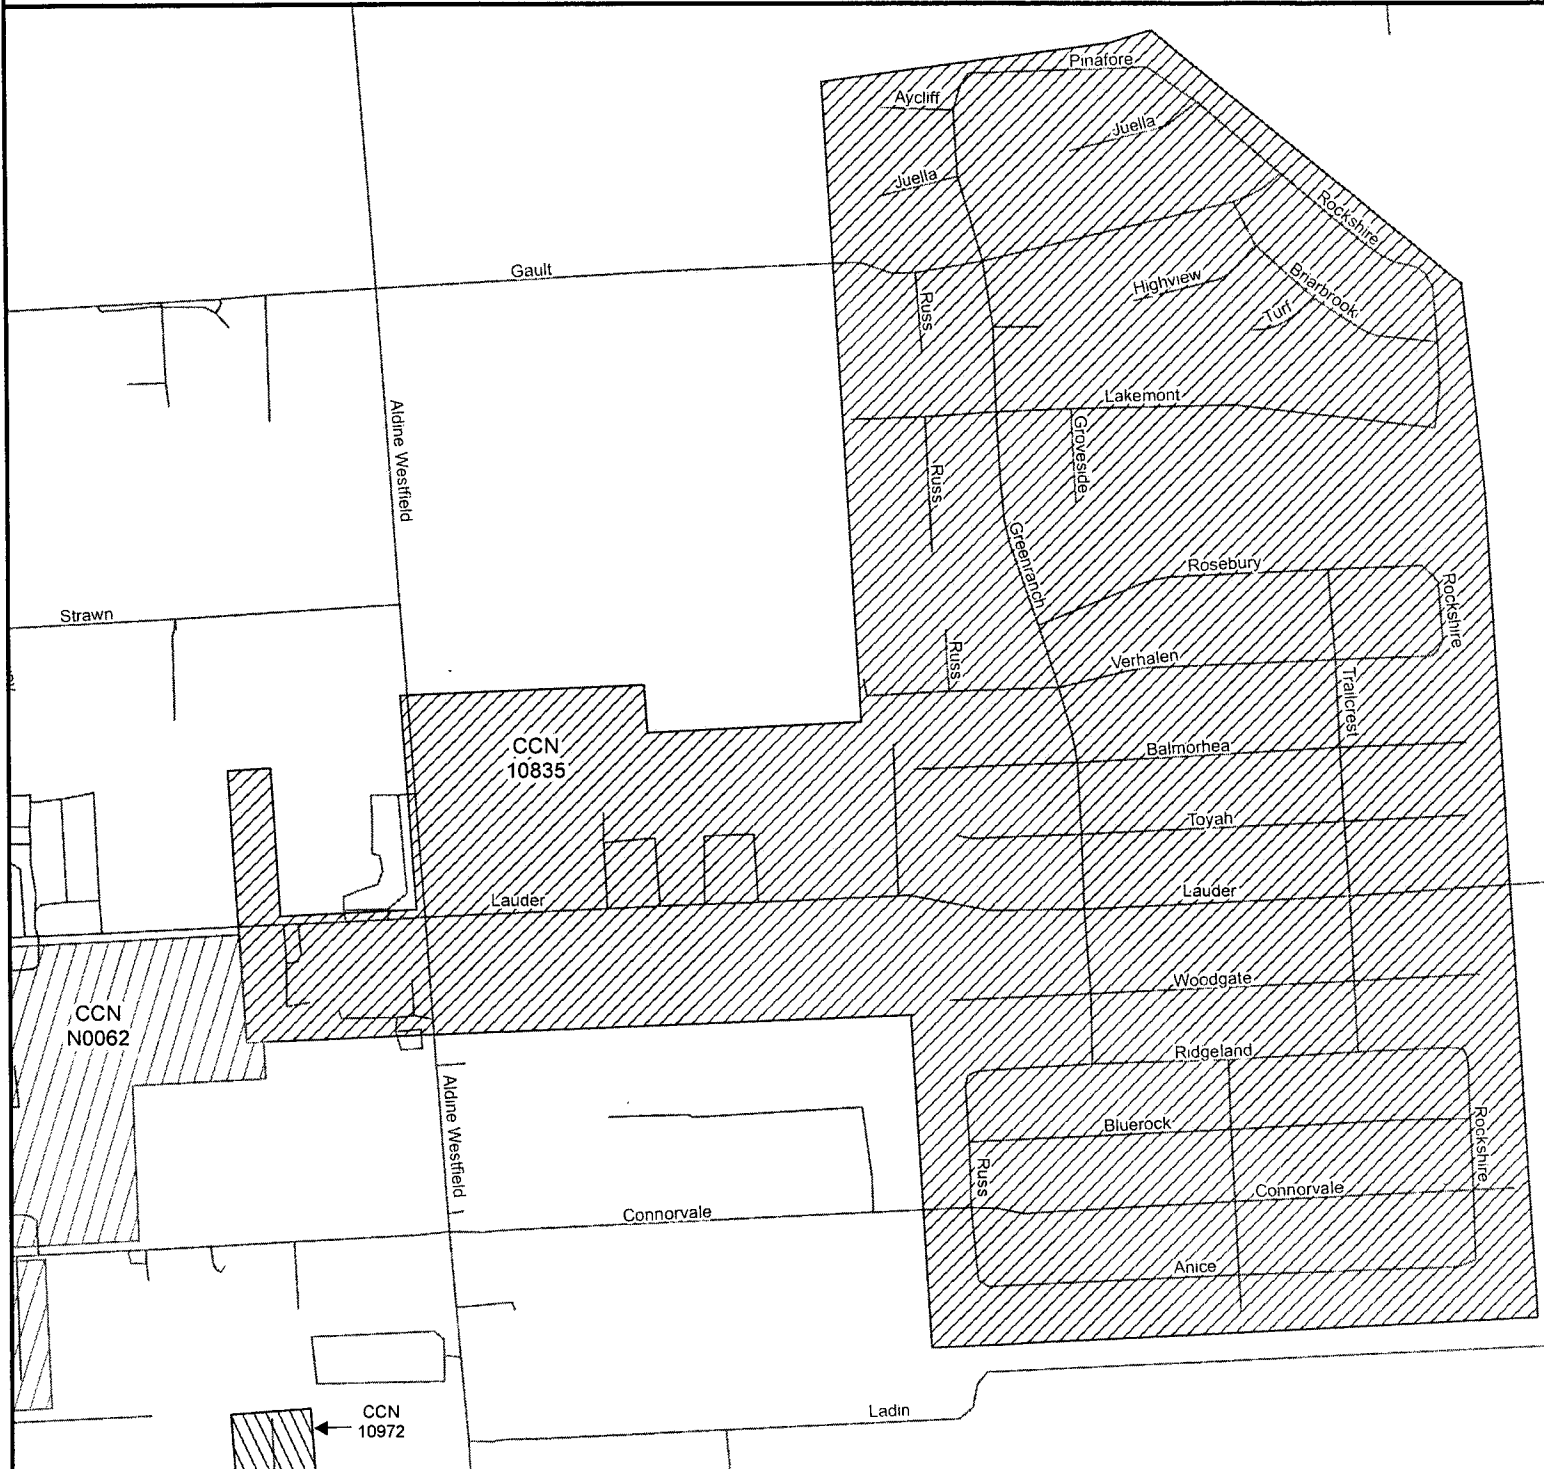 Pinafore
Aycliff
Juella
Juella
Rockshire
Gault
Highview
Briarbrook
Turf
Russ
Lakemont
Aldine Westfield
Groveside
Russ
Greenranch
Rosebury
Rockshire
Strawn
Russ
Verhalen
Trailcrest
CCN
10835
Balmorhea
Toyah
Lauder
Lauder
Woodgate
CCN
N0062
Ridgeland
Aldine Westfield
Bluerock
Rockshire
Russ
Connorvale
Connorvale
Anice
CCN
10972
Ladin